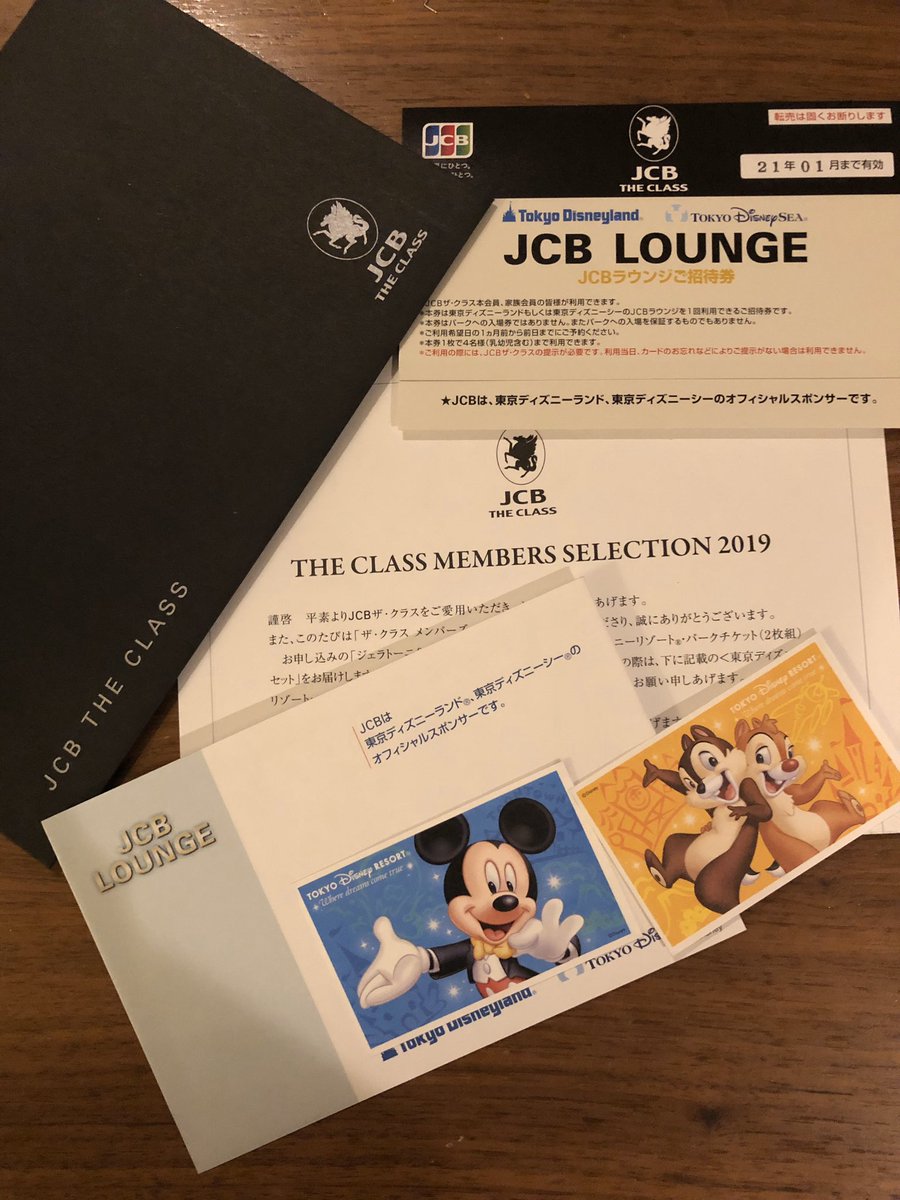 JCB
THE CLASS
JCB THE CLASS
JCB
にひとつ。
ひとつ。
JCB
THE CLASS
転売は固くお断りします
21年01月まで有効
Tokyo Disneyland® TOKYO DisneySEA®
JCB LOUNGE
JCBラウンジご招待券
JCBザ・クラス本会員、家族会員の皆様が利用できます。
*本券は東京ディズニーランドもしくは東京ディズニーシーのJCBラウンジを1回利用できるご招待券です。
*本券はパークへの入場券ではありません。またパークへの入場を保証するものでもありません。
*ご利用希望日の1ヵ月前から前日までにご予約ください。
*本券1枚で4名様(乳幼児含む)まで利用できます。
*ご利用の際には、JCBザ・クラスの提示が必要です。利用当日、カードのお忘れなどによりご提示がない場合は利用できません。
★JCBは、東京ディズニーランド、東京ディズニーシーのオフィシャルスポンサーです。
JCB
THE CLASS
THE CLASS MEMBERS SELECTION 2019
謹啓 平素よりJCBザ・クラスをご愛用いただき、 あげます。
また、このたびは「ザ・クラス メンバーズ ださり、誠にありがとうございます。
お申し込みの「ジェラトーニ ニーリゾート®・パークチケット(2枚組)
セット」をお届けしま の際は、下に記載の<東京ディズ
リゾート お願い申しあげます。
げます
JCBは
東京ディズニーランド®、東京ディズニーシー®の
オフィシャルスポンサーです。
JCB
LOUNGE
TOKYO Disney RESORT®
Where dreams come true
©Disney
TOKYO Disney RESORT®
Where dreams come true
©Disney
Tokyo Disneyland®
TOKYO Dis